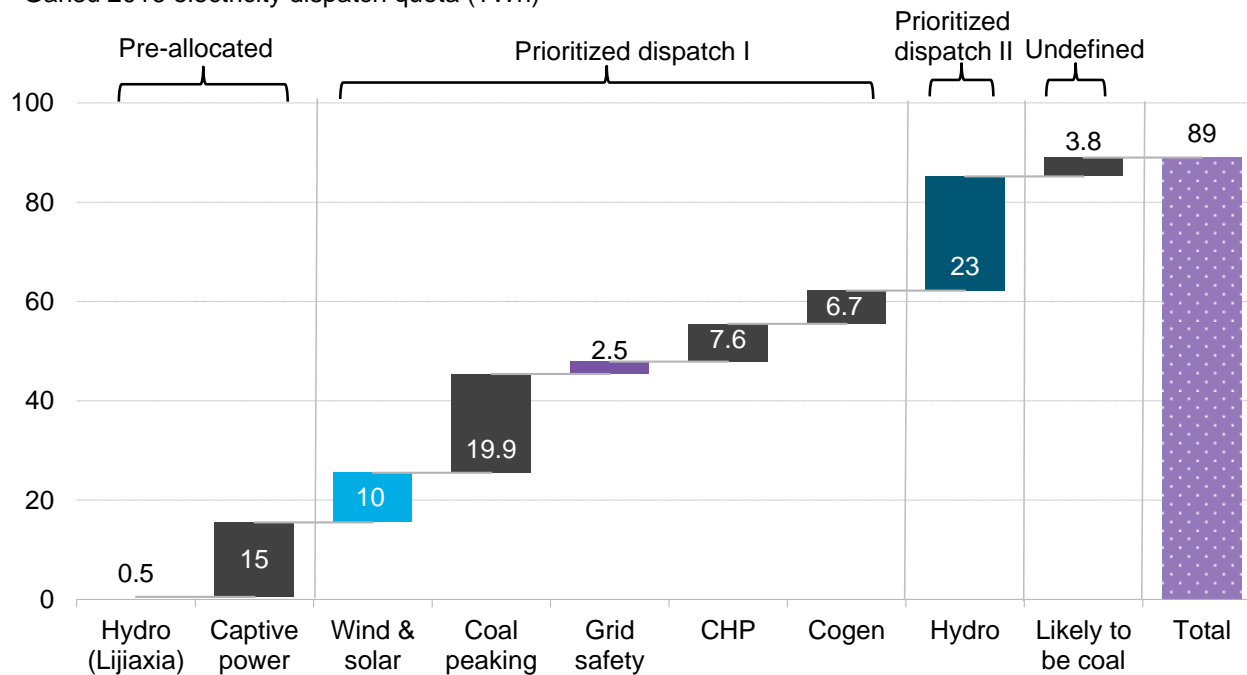 Pre-allocated
Prioritized dispatch I
Prioritized
dispatch II
Undefined
100
80
60
40
20
0
0.5
15
10
19.9
2.5
7.6
6.7
23
3.8
89
Hydro
(Lijiaxia)
Captive
power
Wind &
solar
Coal
peaking
Grid
safety
CHP
Cogen
Hydro
Likely to
be coal
Total